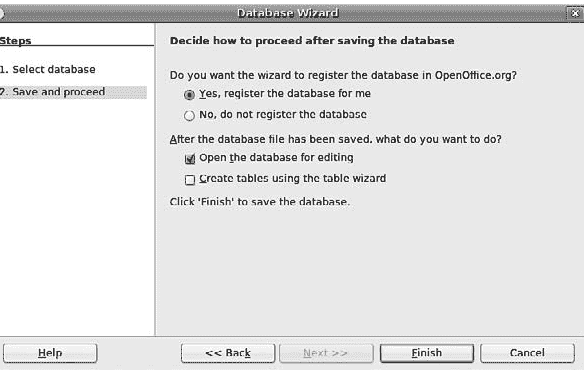 Database Wizard
Steps
1. Select database
2. Save and proceed
Decide how to proceed after saving the database
Do you want the wizard to register the database in OpenOffice.org?
Yes, register the database for me
No, do not register the database
After the database file has been saved, what do you want to do?
Open the database for editing
Create tables using the table wizard
Click 'Finish' to save the database.
Help
<< Back
Next >>
Finish
Cancel